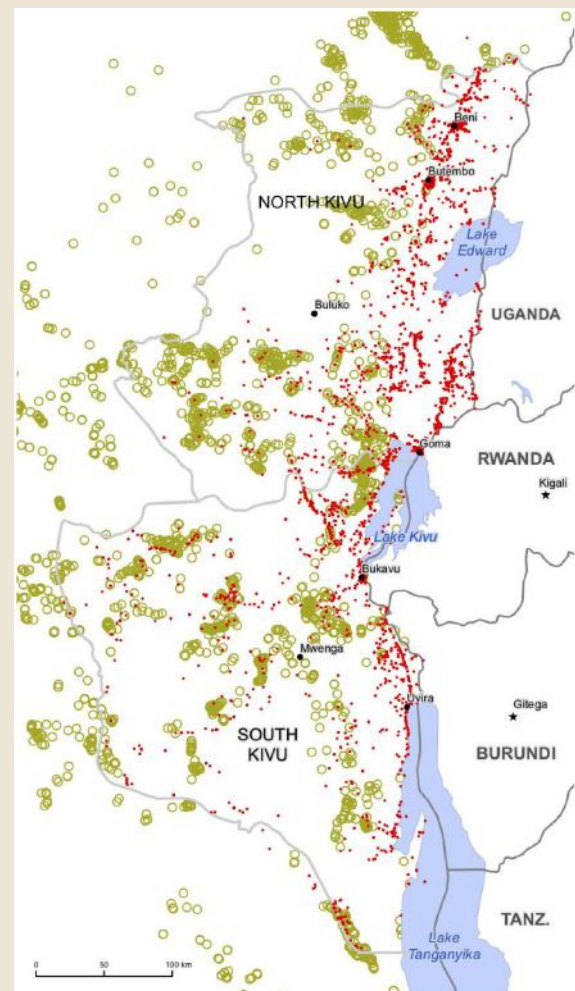 Beni
Butembo
NORTH KIVU
Lake
Edward
Buluko
UGANDA
Goma
RWANDA
Kigali
Lake Kivu
Bukavu
Mwenga
Uvira
Gitega
SOUTH
KIVU
BURUNDI
TANZ.
Lake
Tanganyika
0 50 100 km